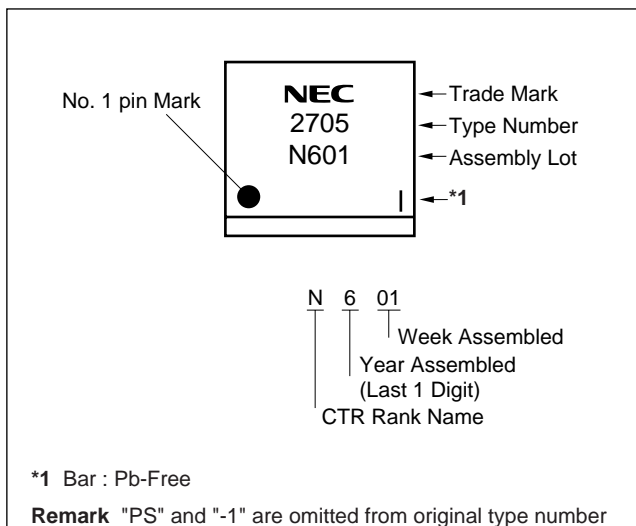 No. 1 pin Mark
NEC
2705
N601
Trade Mark
Type Number
Assembly Lot
*1
N 6 01
Week Assembled
Year Assembled
(Last 1 Digit)
CTR Rank Name
*1 Bar : Pb-Free
Remark "PS" and "-1" are omitted from original type number